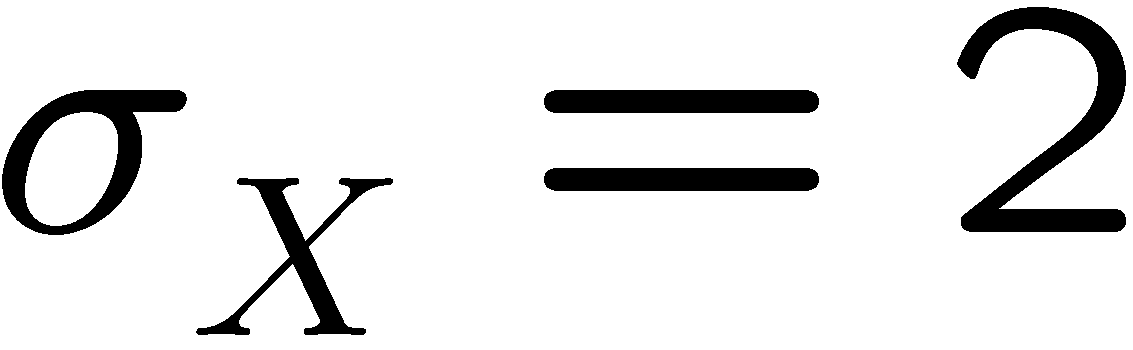 σ_X = 2